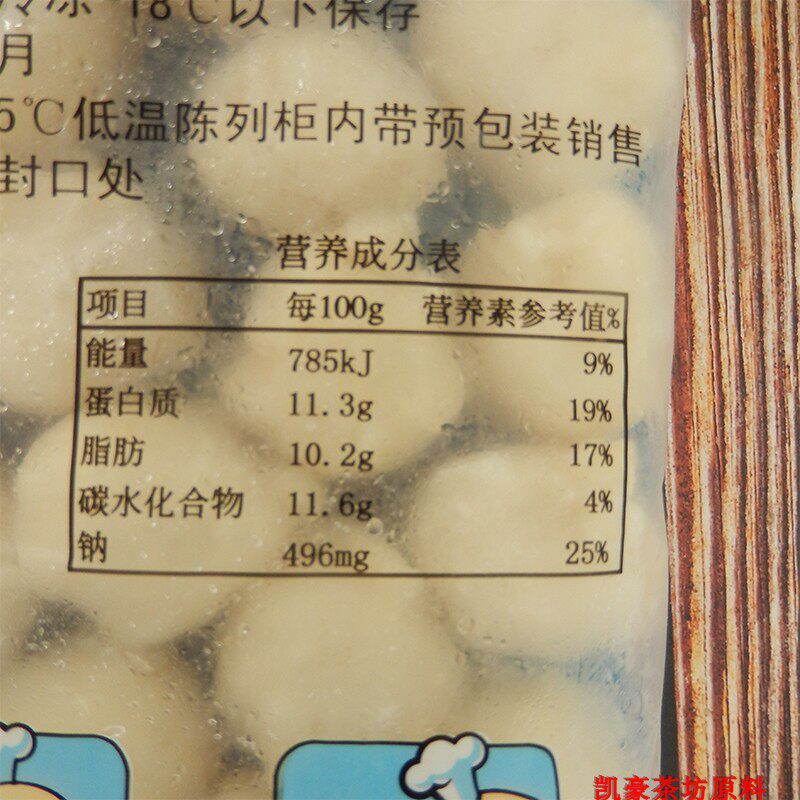 冷冻-18℃以下保存
月
5℃低温陈列柜内带预包装销售
封口处
营养成分表
项目 每100g 营养素参考值%
能量 785kJ 9%
蛋白质 11.3g 19%
脂肪 10.2g 17%
碳水化合物 11.6g 4%
钠 496mg 25%
凯豪茶坊原料